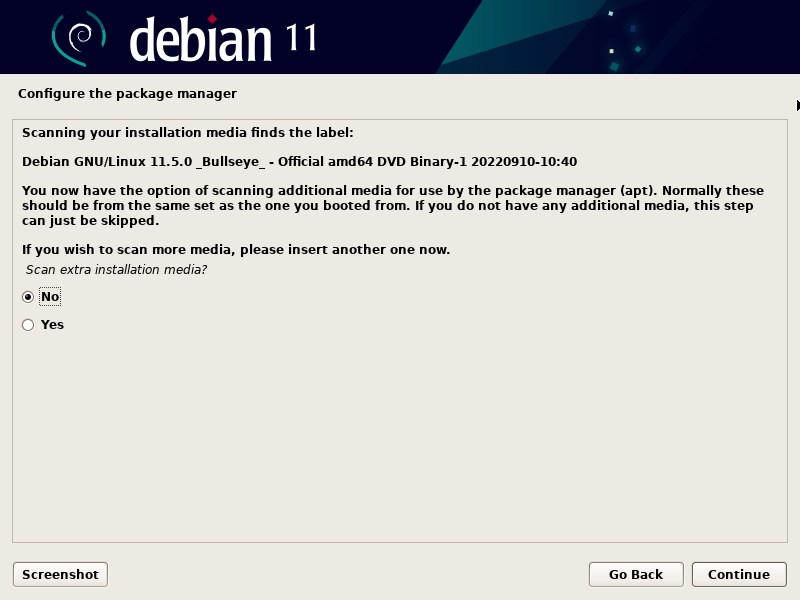 debian 11
Configure the package manager
Scanning your installation media finds the label:
Debian GNU/Linux 11.5.0 _Bullseye_ - Official amd64 DVD Binary-1 20220910-10:40
You now have the option of scanning additional media for use by the package manager (apt). Normally these
should be from the same set as the one you booted from. If you do not have any additional media, this step
can just be skipped.
If you wish to scan more media, please insert another one now.
Scan extra installation media?
No
Yes
Screenshot
Go Back
Continue